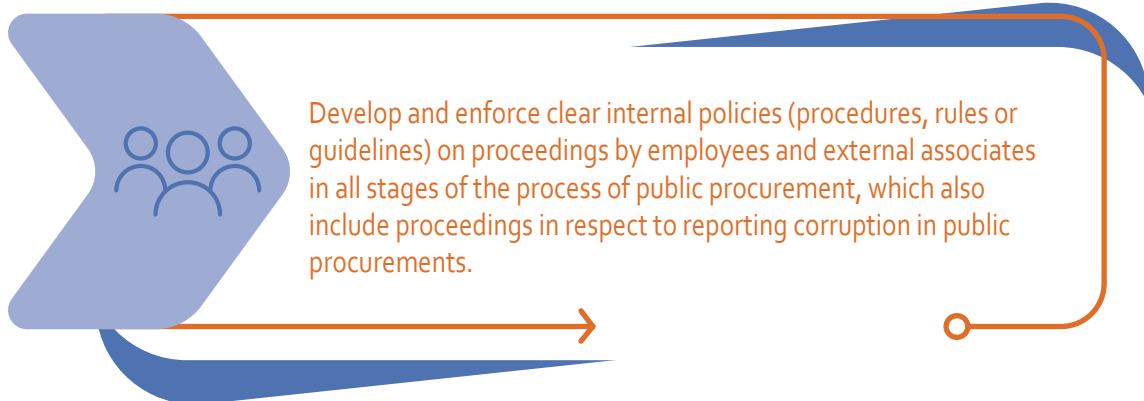 Develop and enforce clear internal policies (procedures, rules or
guidelines) on proceedings by employees and external associates
in all stages of the process of public procurement, which also
include proceedings in respect to reporting corruption in public
procurements.